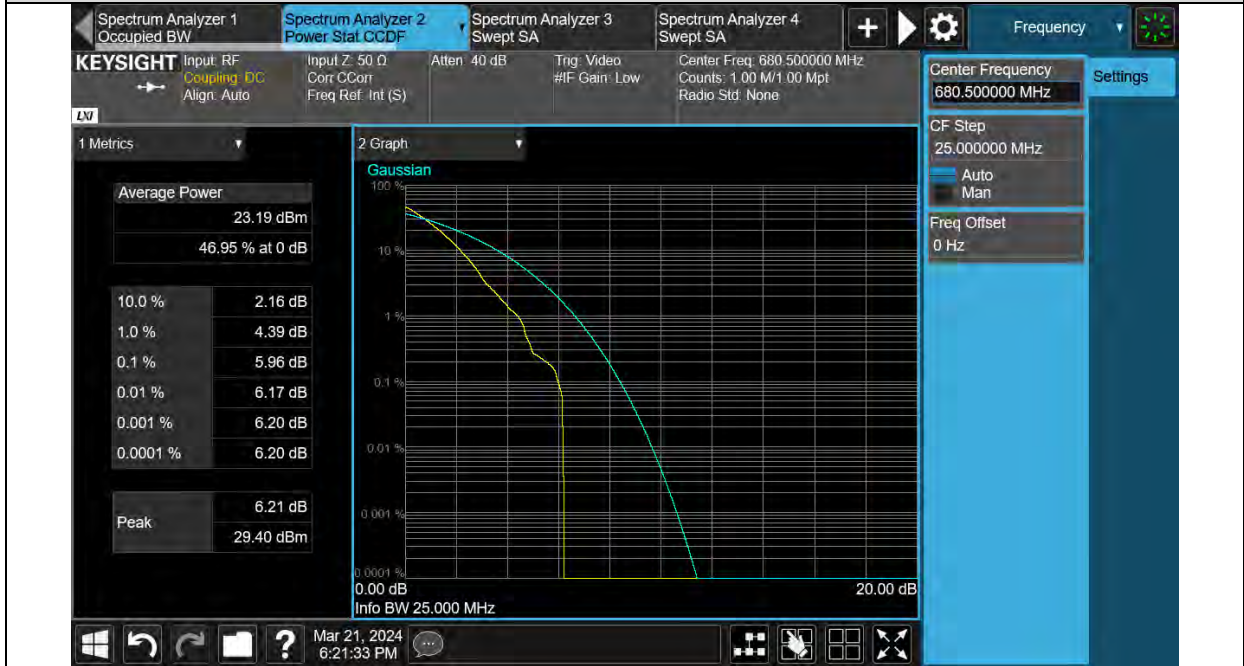 Spectrum Analyzer 1
Occupied BW
Spectrum Analyzer 2
Power Stat CCDF
Spectrum Analyzer 3
Swept SA
Spectrum Analyzer 4
Swept SA
+
Frequency
KEYSIGHT
LXI
Input: RF
Coupling: DC
Align: Auto
Input Z: 50 Ω
Corr CCorr
Freq Ref: Int (S)
Atten: 40 dB
Trig: Video
#IF Gain: Low
Center Freq: 680.500000 MHz
Counts: 1.00 M/1.00 Mpt
Radio Std: None
Center Frequency
680.500000 MHz
Settings
CF Step
25.000000 MHz
Auto
Man
Freq Offset
0 Hz
1 Metrics
Average Power
23.19 dBm
46.95 % at 0 dB
10.0 % 2.16 dB
1.0 % 4.39 dB
0.1 % 5.96 dB
0.01 % 6.17 dB
0.001 % 6.20 dB
0.0001 % 6.20 dB
Peak 6.21 dB
29.40 dBm
2 Graph
Gaussian
100 %
10 %
1 %
0.1 %
0.01 %
0.001 %
0.0001 %
0.00 dB 20.00 dB
Info BW 25.000 MHz
?
Mar 21, 2024
6:21:33 PM